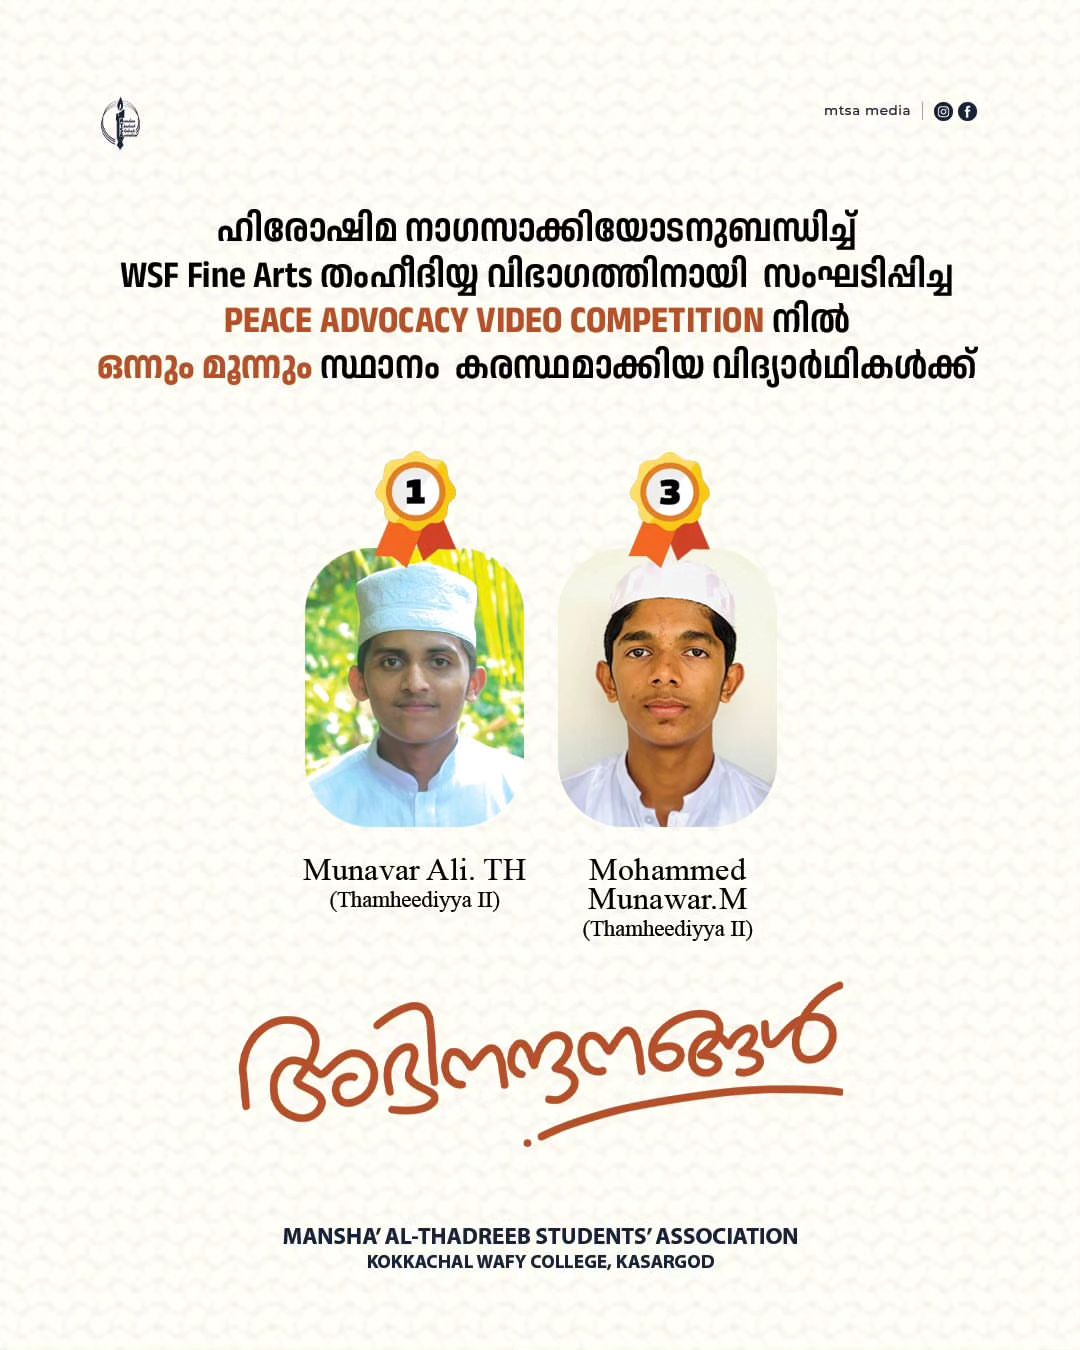 mtsa media
ഹിരോഷിമ നാഗസാക്കിയോടനുബന്ധിച്ച്
WSF Fine Arts തംഹീദിയ്യ വിഭാഗത്തിനായി സംഘടിപ്പിച്ച
PEACE ADVOCACY VIDEO COMPETITION നിൽ
ഒന്നും മൂന്നും സ്ഥാനം കരസ്ഥമാക്കിയ വിദ്യാർഥികൾക്ക്
1
3
Munavar Ali. TH
(Thamheediyya II)
Mohammed
Munawar.M
(Thamheediyya II)
അഭിനന്ദനങ്ങൾ
MANSHA’ AL-THADREEB STUDENTS’ ASSOCIATION
KOKKACHAL WAFY COLLEGE, KASARGOD